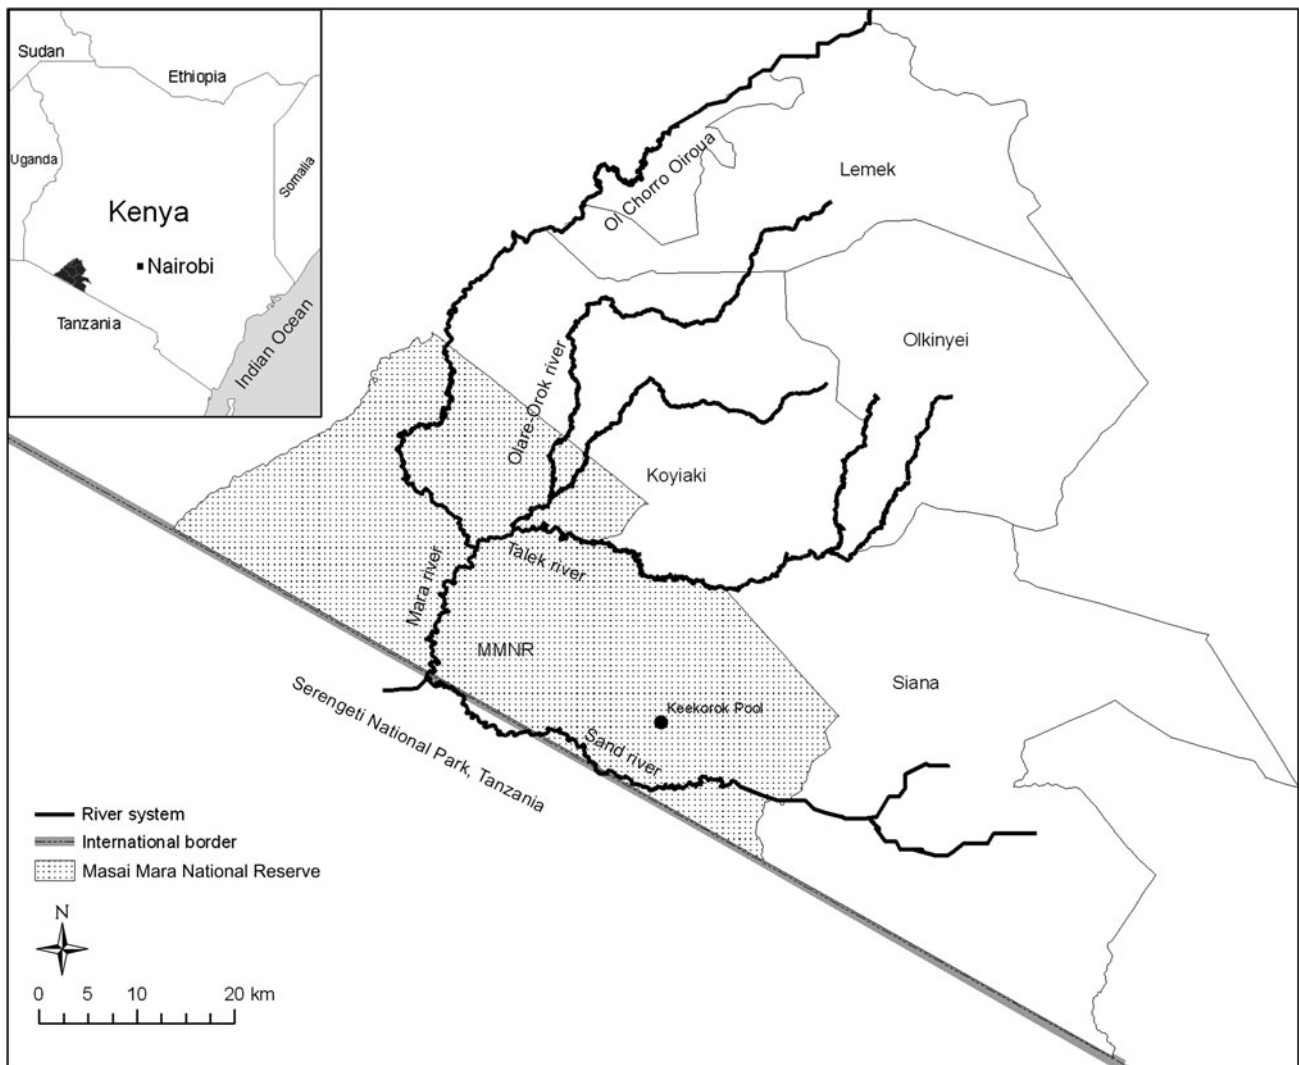 Sudan
Ethiopia
Uganda
Somalia
Kenya
Nairobi
Tanzania
Indian Ocean
Ol Chorro Oiroua
Lemek
Olkinyei
Olare-Orok river
Koyiaki
Talek river
Mara river
MMNR
Siana
Keekorok Pool
Sand river
Serengeti National Park, Tanzania
River system
International border
Masai Mara National Reserve
N
0 5 10 20 km